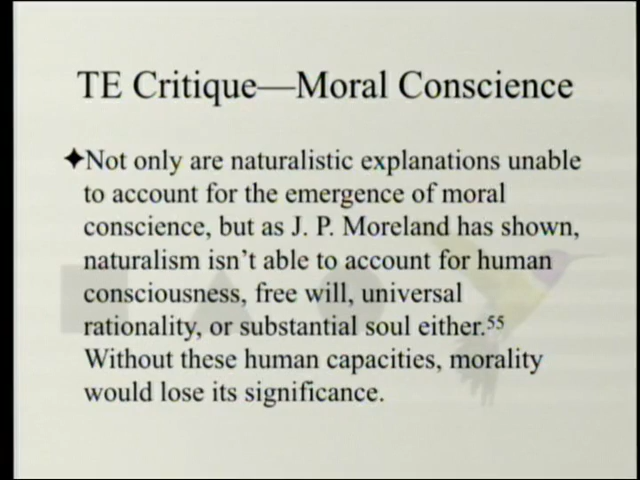 TE Critique—Moral Conscience
✦Not only are naturalistic explanations unable
to account for the emergence of moral
conscience, but as J. P. Moreland has shown,
naturalism isn't able to account for human
consciousness, free will, universal
rationality, or substantial soul either.55
Without these human capacities, morality
would lose its significance.